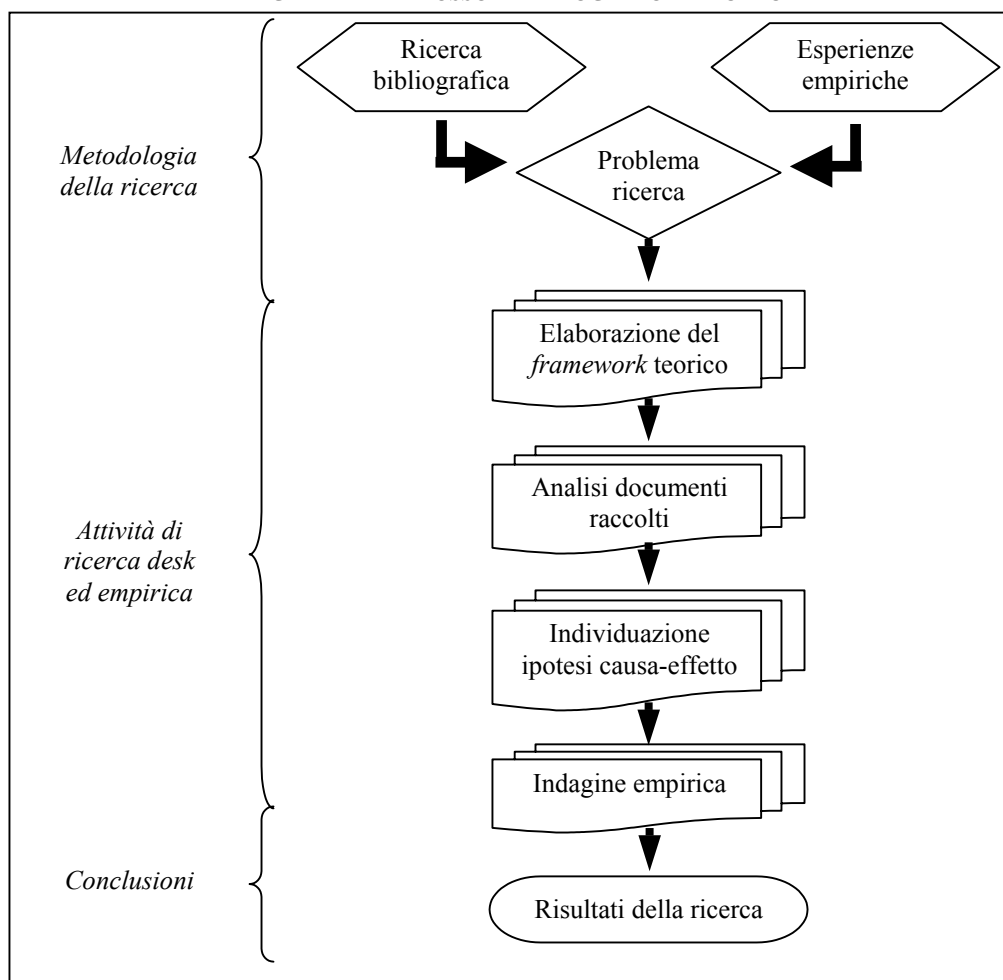 Ricerca
bibliografica
Esperienze
empiriche
Metodologia
della ricerca
Problema
ricerca
Elaborazione del
framework teorico
Analisi documenti
raccolti
Attività di
ricerca desk
ed empirica
Individuazione
ipotesi causa-effetto
Indagine empirica
Conclusioni
Risultati della ricerca